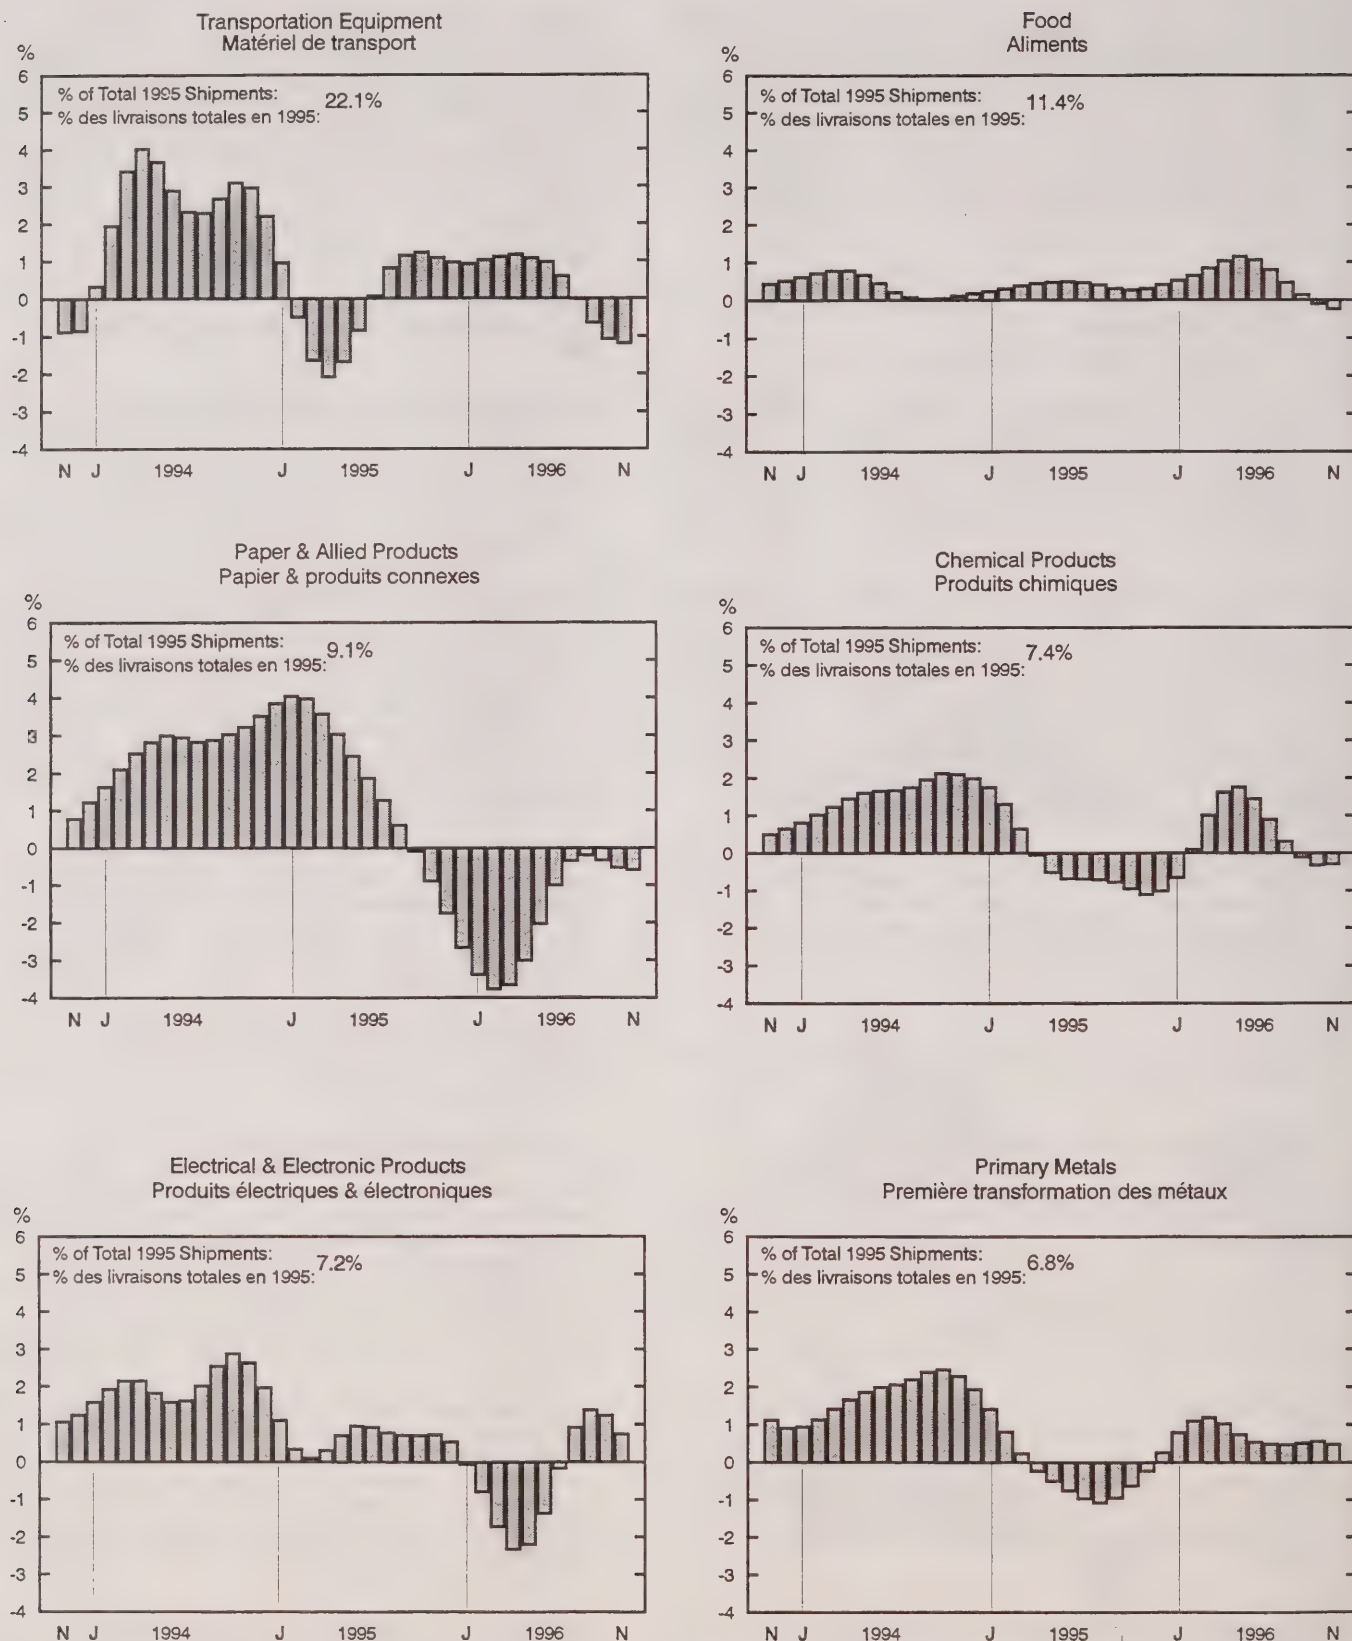 Transportation Equipment
Matériel de transport
%
6
5
4
3
2
1
0
-1
-2
-3
-4
% of Total 1995 Shipments:
% des livraisons totales en 1995:
22.1%
N J 1994 J 1995 J 1996 N
Food
Aliments
%
6
5
4
3
2
1
0
-1
-2
-3
-4
% of Total 1995 Shipments:
% des livraisons totales en 1995:
11.4%
N J 1994 J 1995 J 1996 N
Paper & Allied Products
Papier & produits connexes
%
6
5
4
3
2
1
0
-1
-2
-3
-4
% of Total 1995 Shipments:
% des livraisons totales en 1995:
9.1%
N J 1994 J 1995 J 1996 N
Chemical Products
Produits chimiques
%
6
5
4
3
2
1
0
-1
-2
-3
-4
% of Total 1995 Shipments:
% des livraisons totales en 1995:
7.4%
N J 1994 J 1995 J 1996 N
Electrical & Electronic Products
Produits électriques & électroniques
%
6
5
4
3
2
1
0
-1
-2
-3
-4
% of Total 1995 Shipments:
% des livraisons totales en 1995:
7.2%
N J 1994 J 1995 J 1996 N
Primary Metals
Première transformation des métaux
%
6
5
4
3
2
1
0
-1
-2
-3
-4
% of Total 1995 Shipments:
% des livraisons totales en 1995:
6.8%
N J 1994 J 1995 J 1996 N